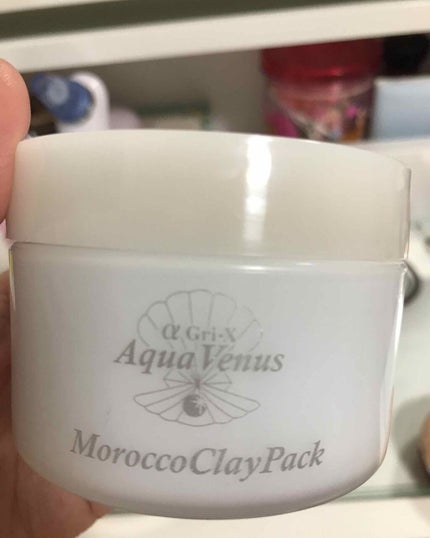 α Gri-X
Aqua Venus
MoroccoClayPack